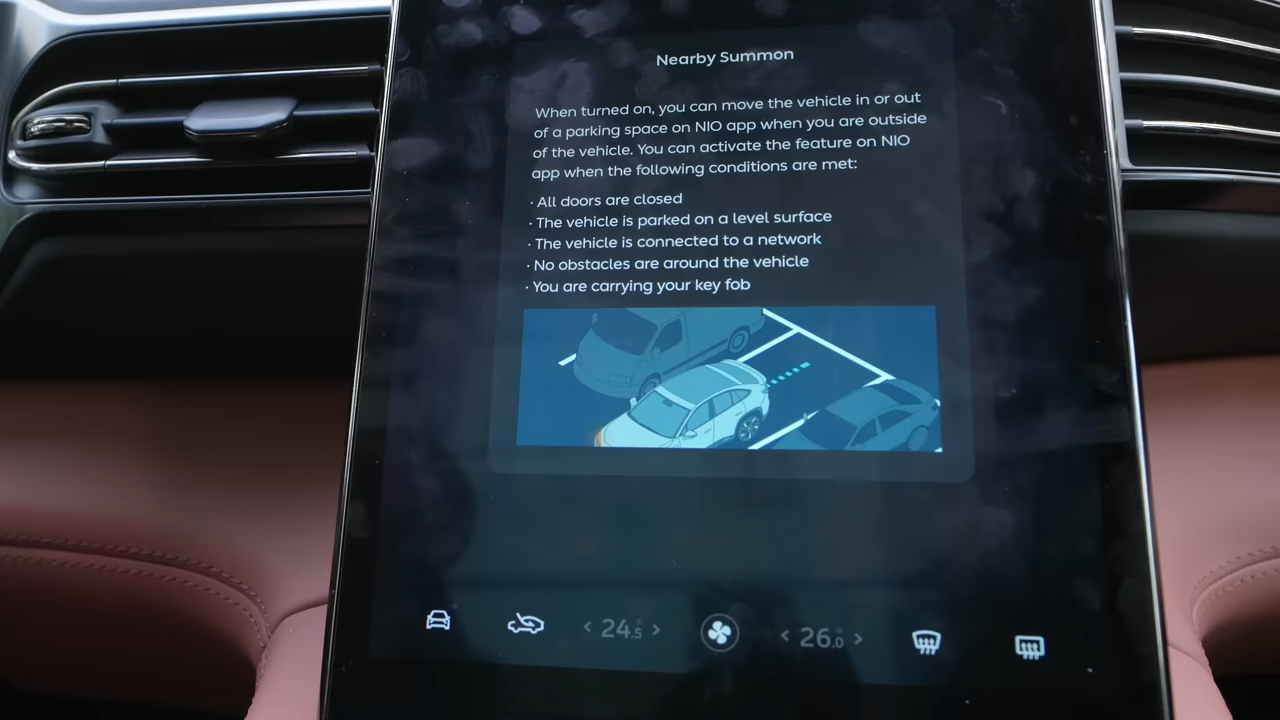 Nearby Summon
When turned on, you can move the vehicle in or out
of a parking space on NIO app when you are outside
of the vehicle. You can activate the feature on NIO
app when the following conditions are met:
· All doors are closed
· The vehicle is parked on a level surface
· The vehicle is connected to a network
· No obstacles are around the vehicle
· You are carrying your key fob
< 24.5° > < 26.0° >